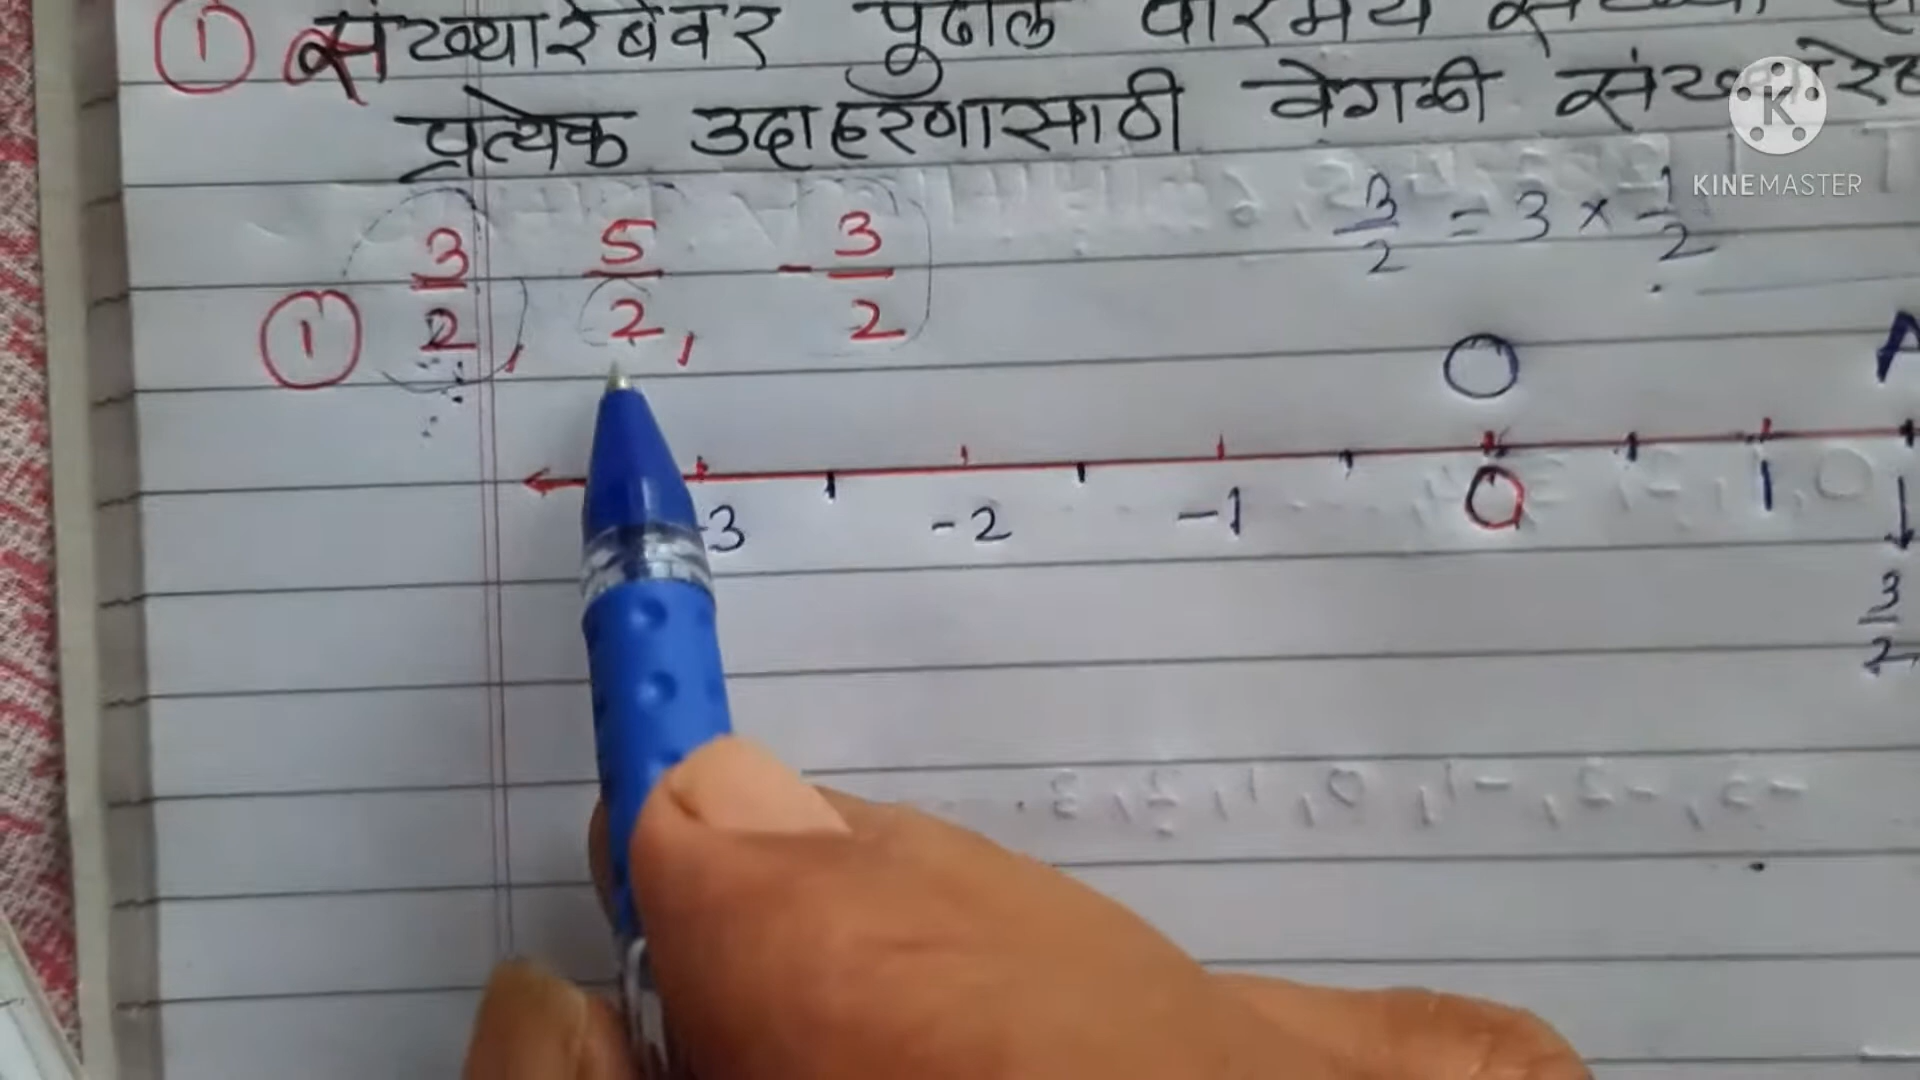 ① संख्यारेषेवर पुढील परिमेय संख्या
प्रत्येक उदाहरणासाठी वेगळी
KINEMASTER
① 3/2, 5/2, -3/2
3/2 = 3 × 1/2
O A
-3 -2 -1 0 1
3/2